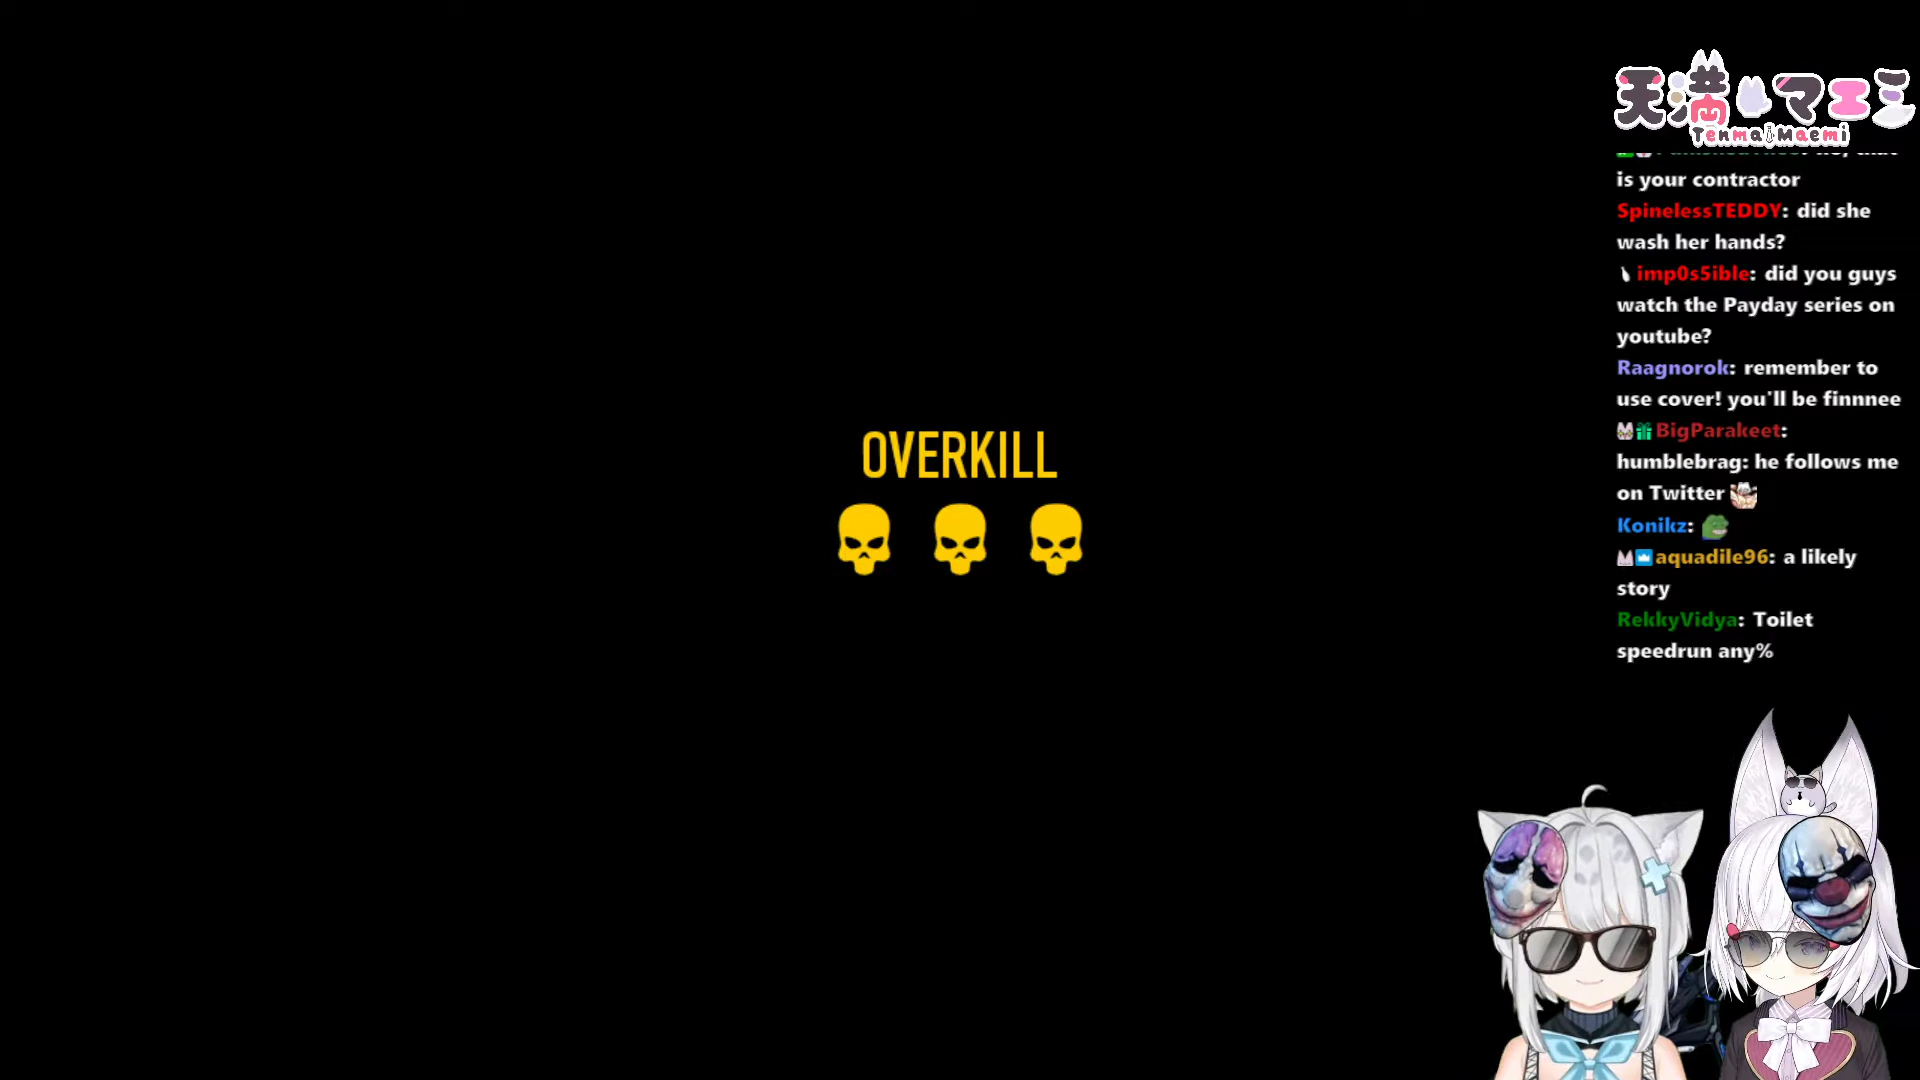 天満マエミ
Tenma Maemi
is your contractor
SpinelessTEDDY: did she
wash her hands?
imp0s5ible: did you guys
watch the Payday series on
youtube?
Raagnorok: remember to
use cover! you'll be finnnee
BigParakeet:
humblebrag: he follows me
on Twitter
Konikz:
aquadile96: a likely
story
RekkyVidya: Toilet
speedrun any%
OVERKILL